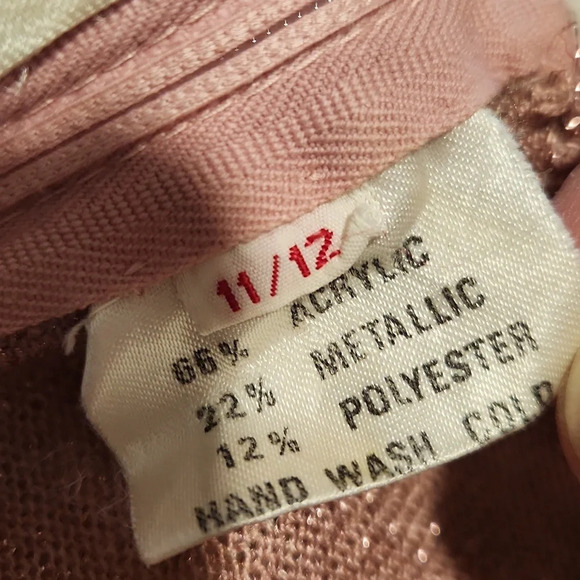 11/12
66% ACRYLIC
22% METALLIC
12% POLYESTER
HAND WASH COLD